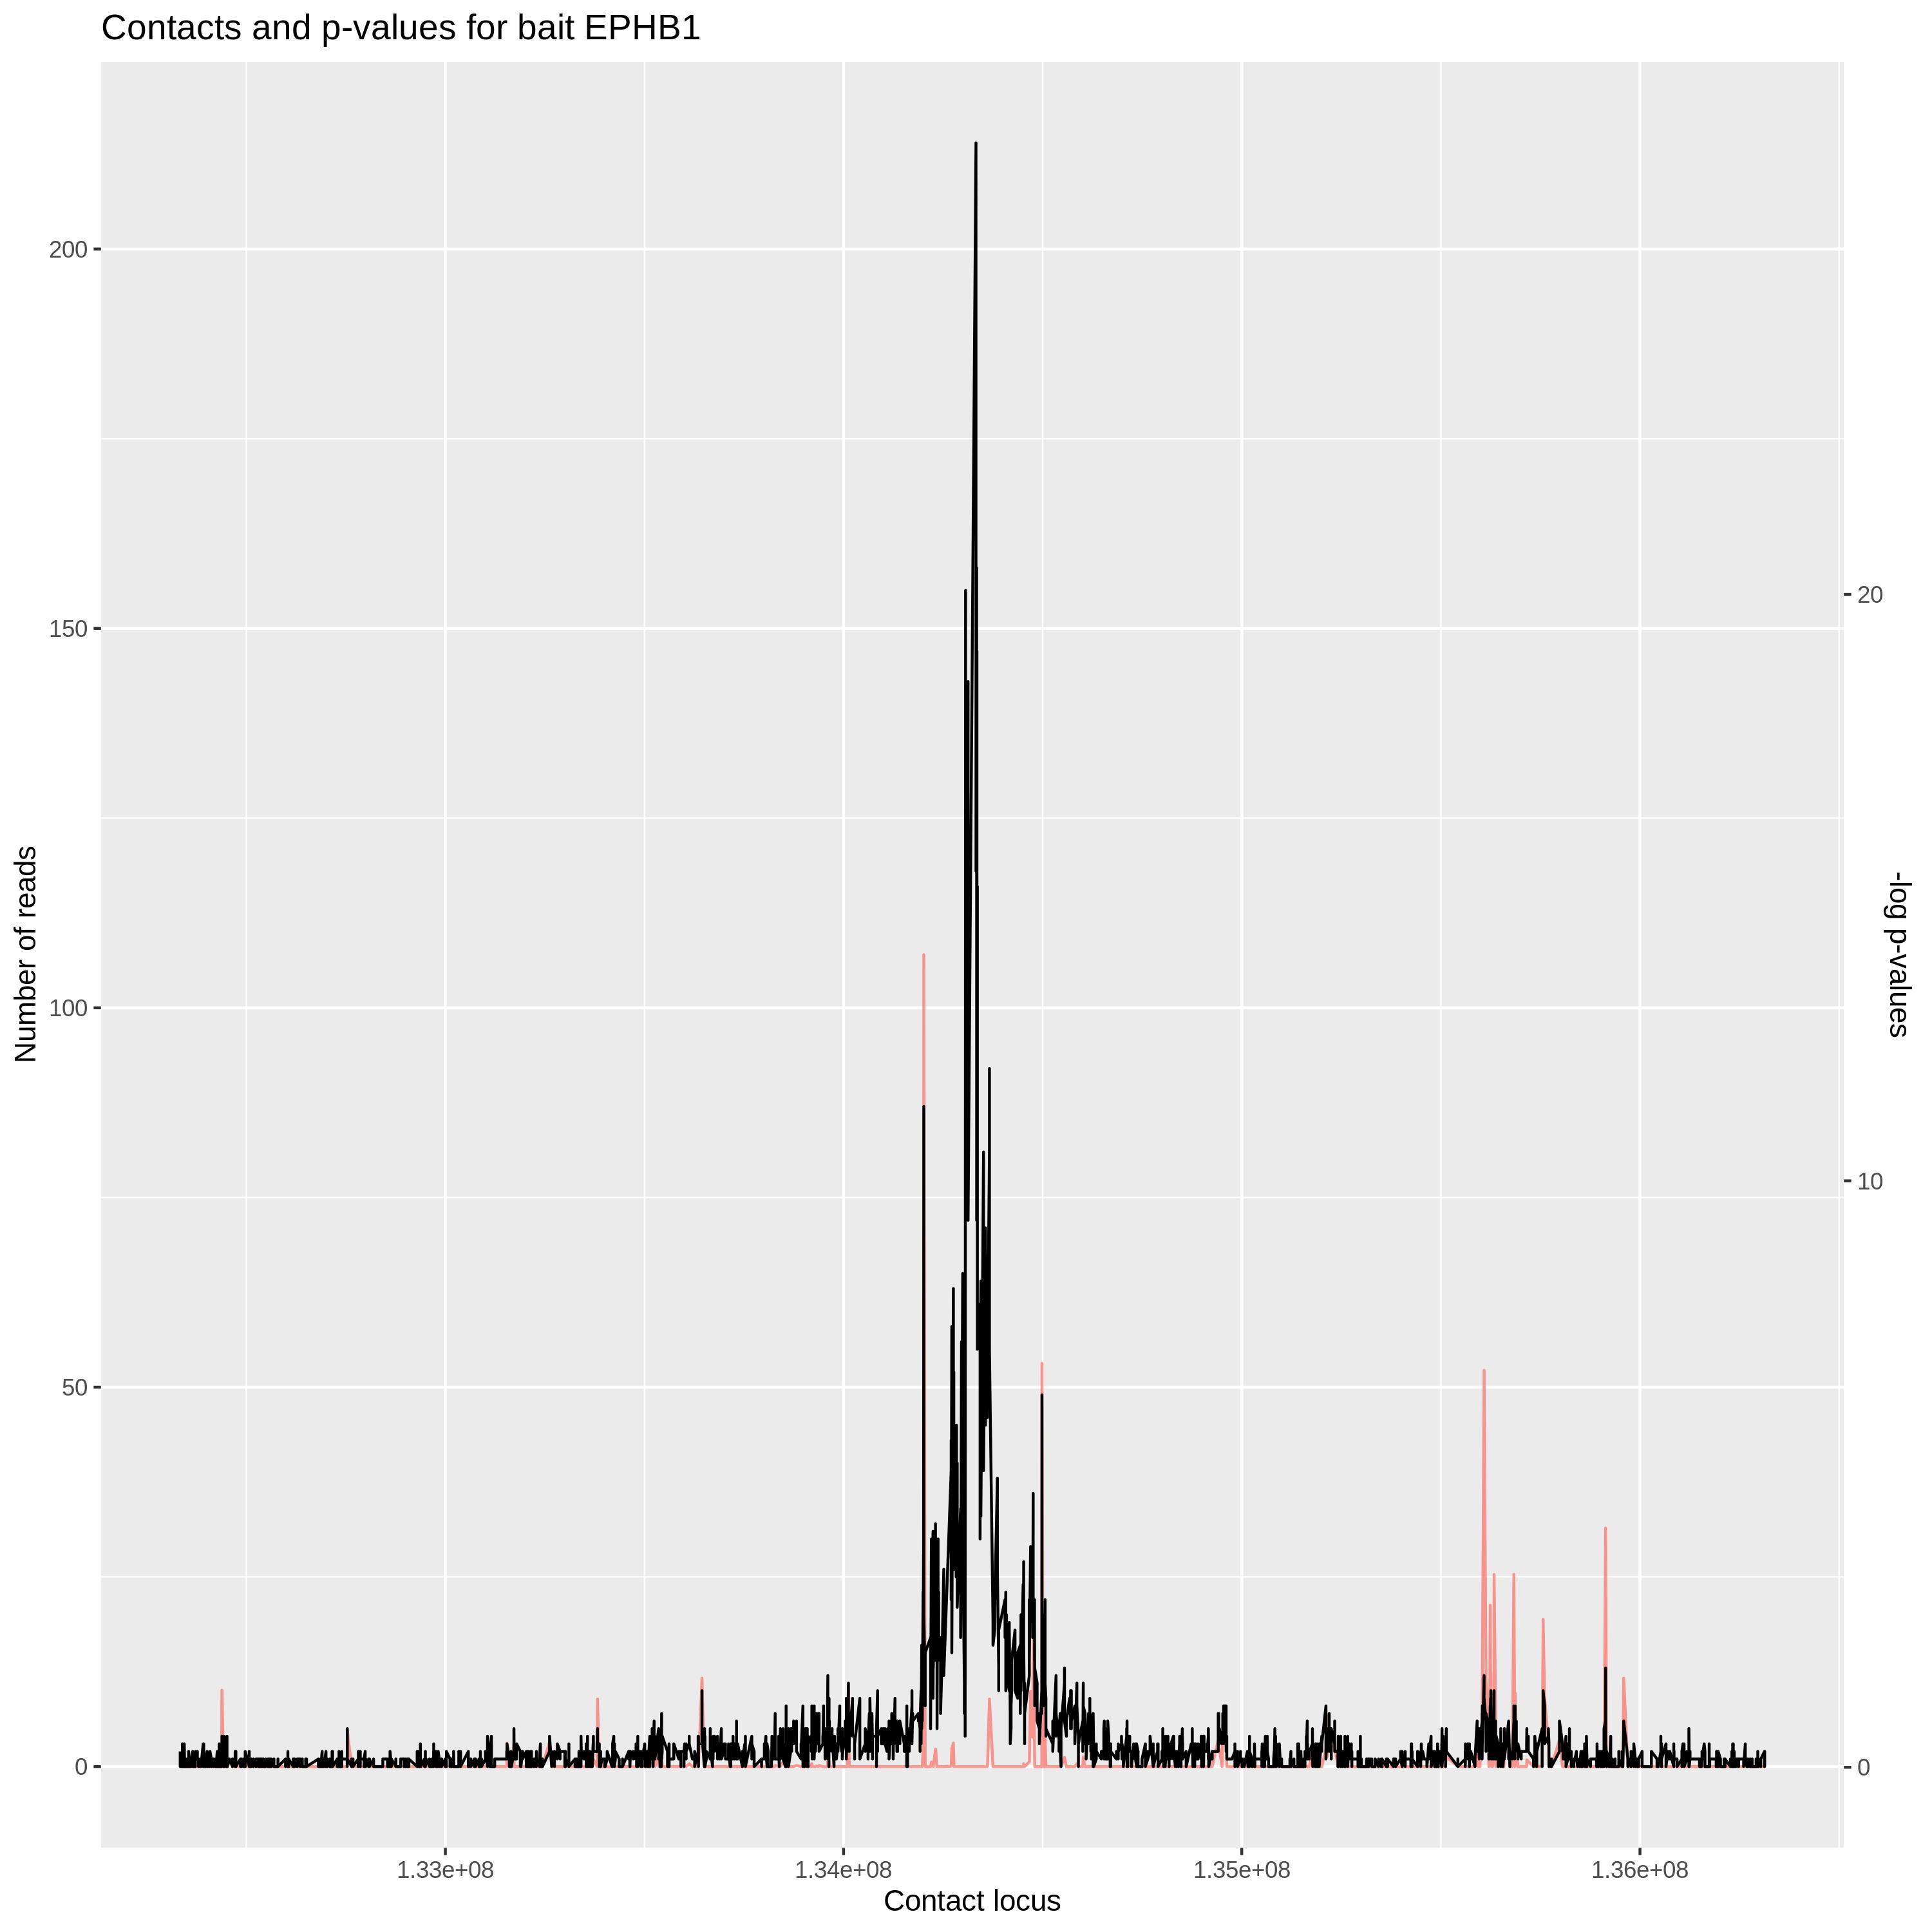 Contacts and p-values for bait EPHB1
200
150
100
50
0
Number of reads
20
10
0
-log p-values
1.33e+08
1.34e+08
1.35e+08
1.36e+08
Contact locus